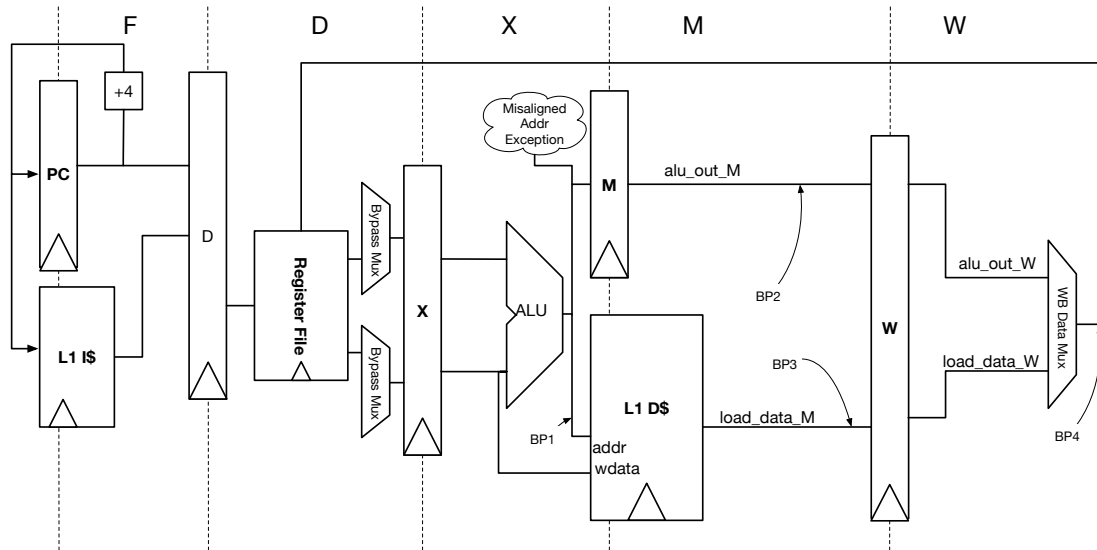 F
D
X
M
W
+4
Misaligned
Addr
Exception
PC
D
Bypass Mux
M
alu_out_M
Register File
X
ALU
BP2
alu_out_W
WB Data Mux
W
L1 I$
Bypass Mux
L1 D$
BP3
load_data_W
load_data_M
BP1
BP4
addr
wdata